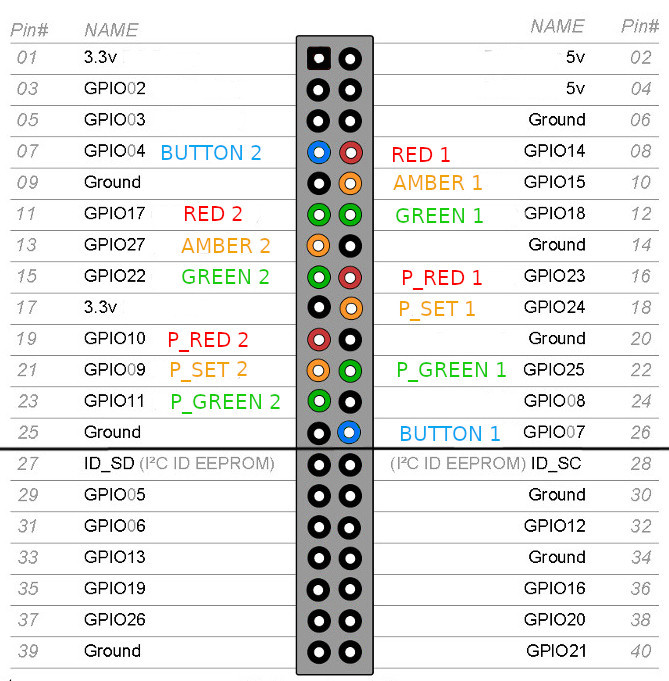 Pin# NAME NAME Pin#
01 3.3v 5v 02
03 GPIO02 5v 04
05 GPIO03 Ground 06
07 GPIO04 BUTTON 2 RED 1 GPIO14 08
09 Ground AMBER 1 GPIO15 10
11 GPIO17 RED 2 GREEN 1 GPIO18 12
13 GPIO27 AMBER 2 Ground 14
15 GPIO22 GREEN 2 P_RED 1 GPIO23 16
17 3.3v P_SET 1 GPIO24 18
19 GPIO10 P_RED 2 Ground 20
21 GPIO09 P_SET 2 P_GREEN 1 GPIO25 22
23 GPIO11 P_GREEN 2 GPIO08 24
25 Ground BUTTON 1 GPIO07 26
27 ID_SD (I²C ID EEPROM) (I²C ID EEPROM) ID_SC 28
29 GPIO05 Ground 30
31 GPIO06 GPIO12 32
33 GPIO13 Ground 34
35 GPIO19 GPIO16 36
37 GPIO26 GPIO20 38
39 Ground GPIO21 40